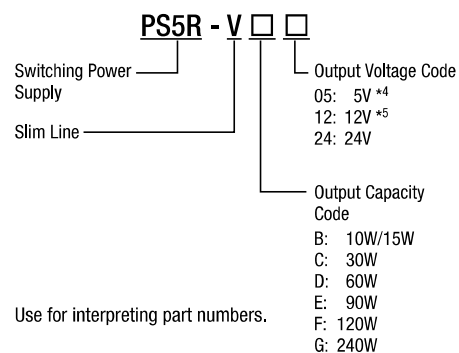 PS5R - V □ □
Switching Power Supply
Slim Line
Output Voltage Code
05: 5V *4
12: 12V *5
24: 24V
Output Capacity
Code
B: 10W/15W
C: 30W
D: 60W
E: 90W
F: 120W
G: 240W
Use for interpreting part numbers.